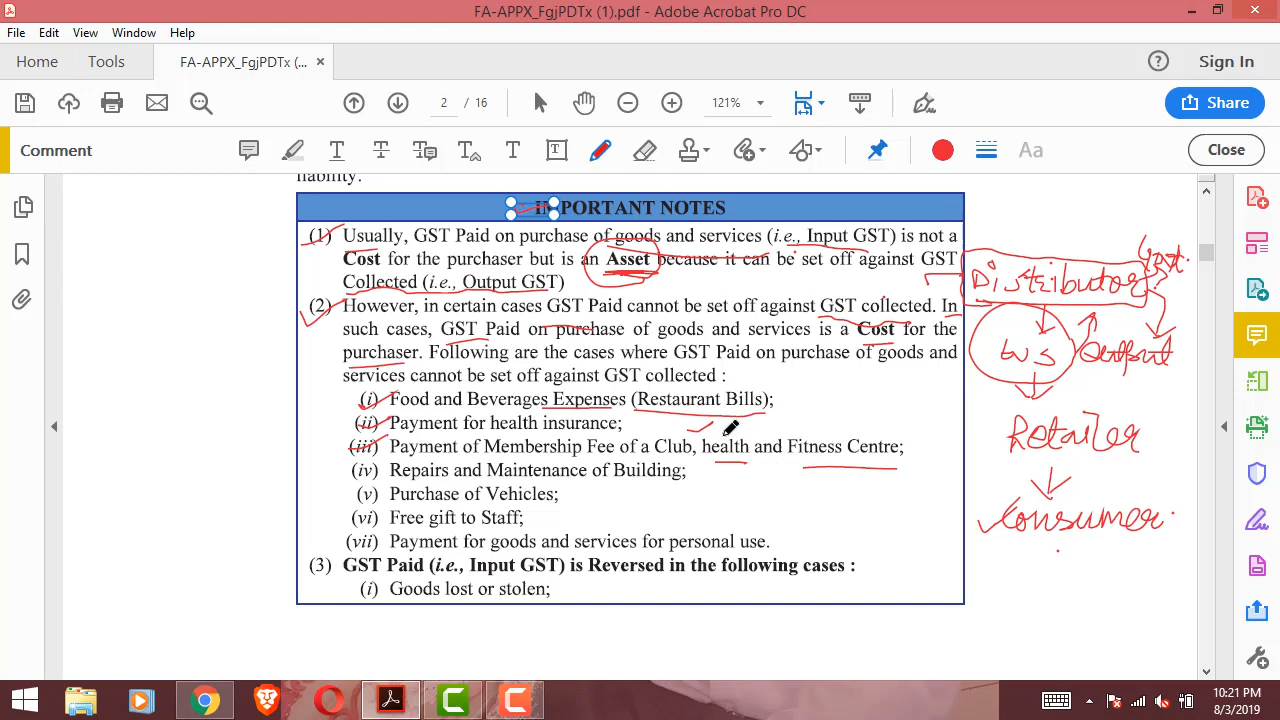 FA-APPX_FgjPDTx (1).pdf - Adobe Acrobat Pro DC
File Edit View Window Help
Home Tools FA-APPX_FgjPDTx (... × Sign In
2 / 16 121% Share
Comment Aa Close
liability.
IMPORTANT NOTES
(1) Usually, GST Paid on purchase of goods and services (i.e., Input GST) is not a
Cost for the purchaser but is an Asset because it can be set off against GST
Collected (i.e., Output GST)
(2) However, in certain cases GST Paid cannot be set off against GST collected. In
such cases, GST Paid on purchase of goods and services is a Cost for the
purchaser. Following are the cases where GST Paid on purchase of goods and
services cannot be set off against GST collected :
(i) Food and Beverages Expenses (Restaurant Bills);
(ii) Payment for health insurance;
(iii) Payment of Membership Fee of a Club, health and Fitness Centre;
(iv) Repairs and Maintenance of Building;
(v) Purchase of Vehicles;
(vi) Free gift to Staff;
(vii) Payment for goods and services for personal use.
(3) GST Paid (i.e., Input GST) is Reversed in the following cases :
(i) Goods lost or stolen;
Distributor
WS Output
Retailer
Consumer
10:21 PM
8/3/2019